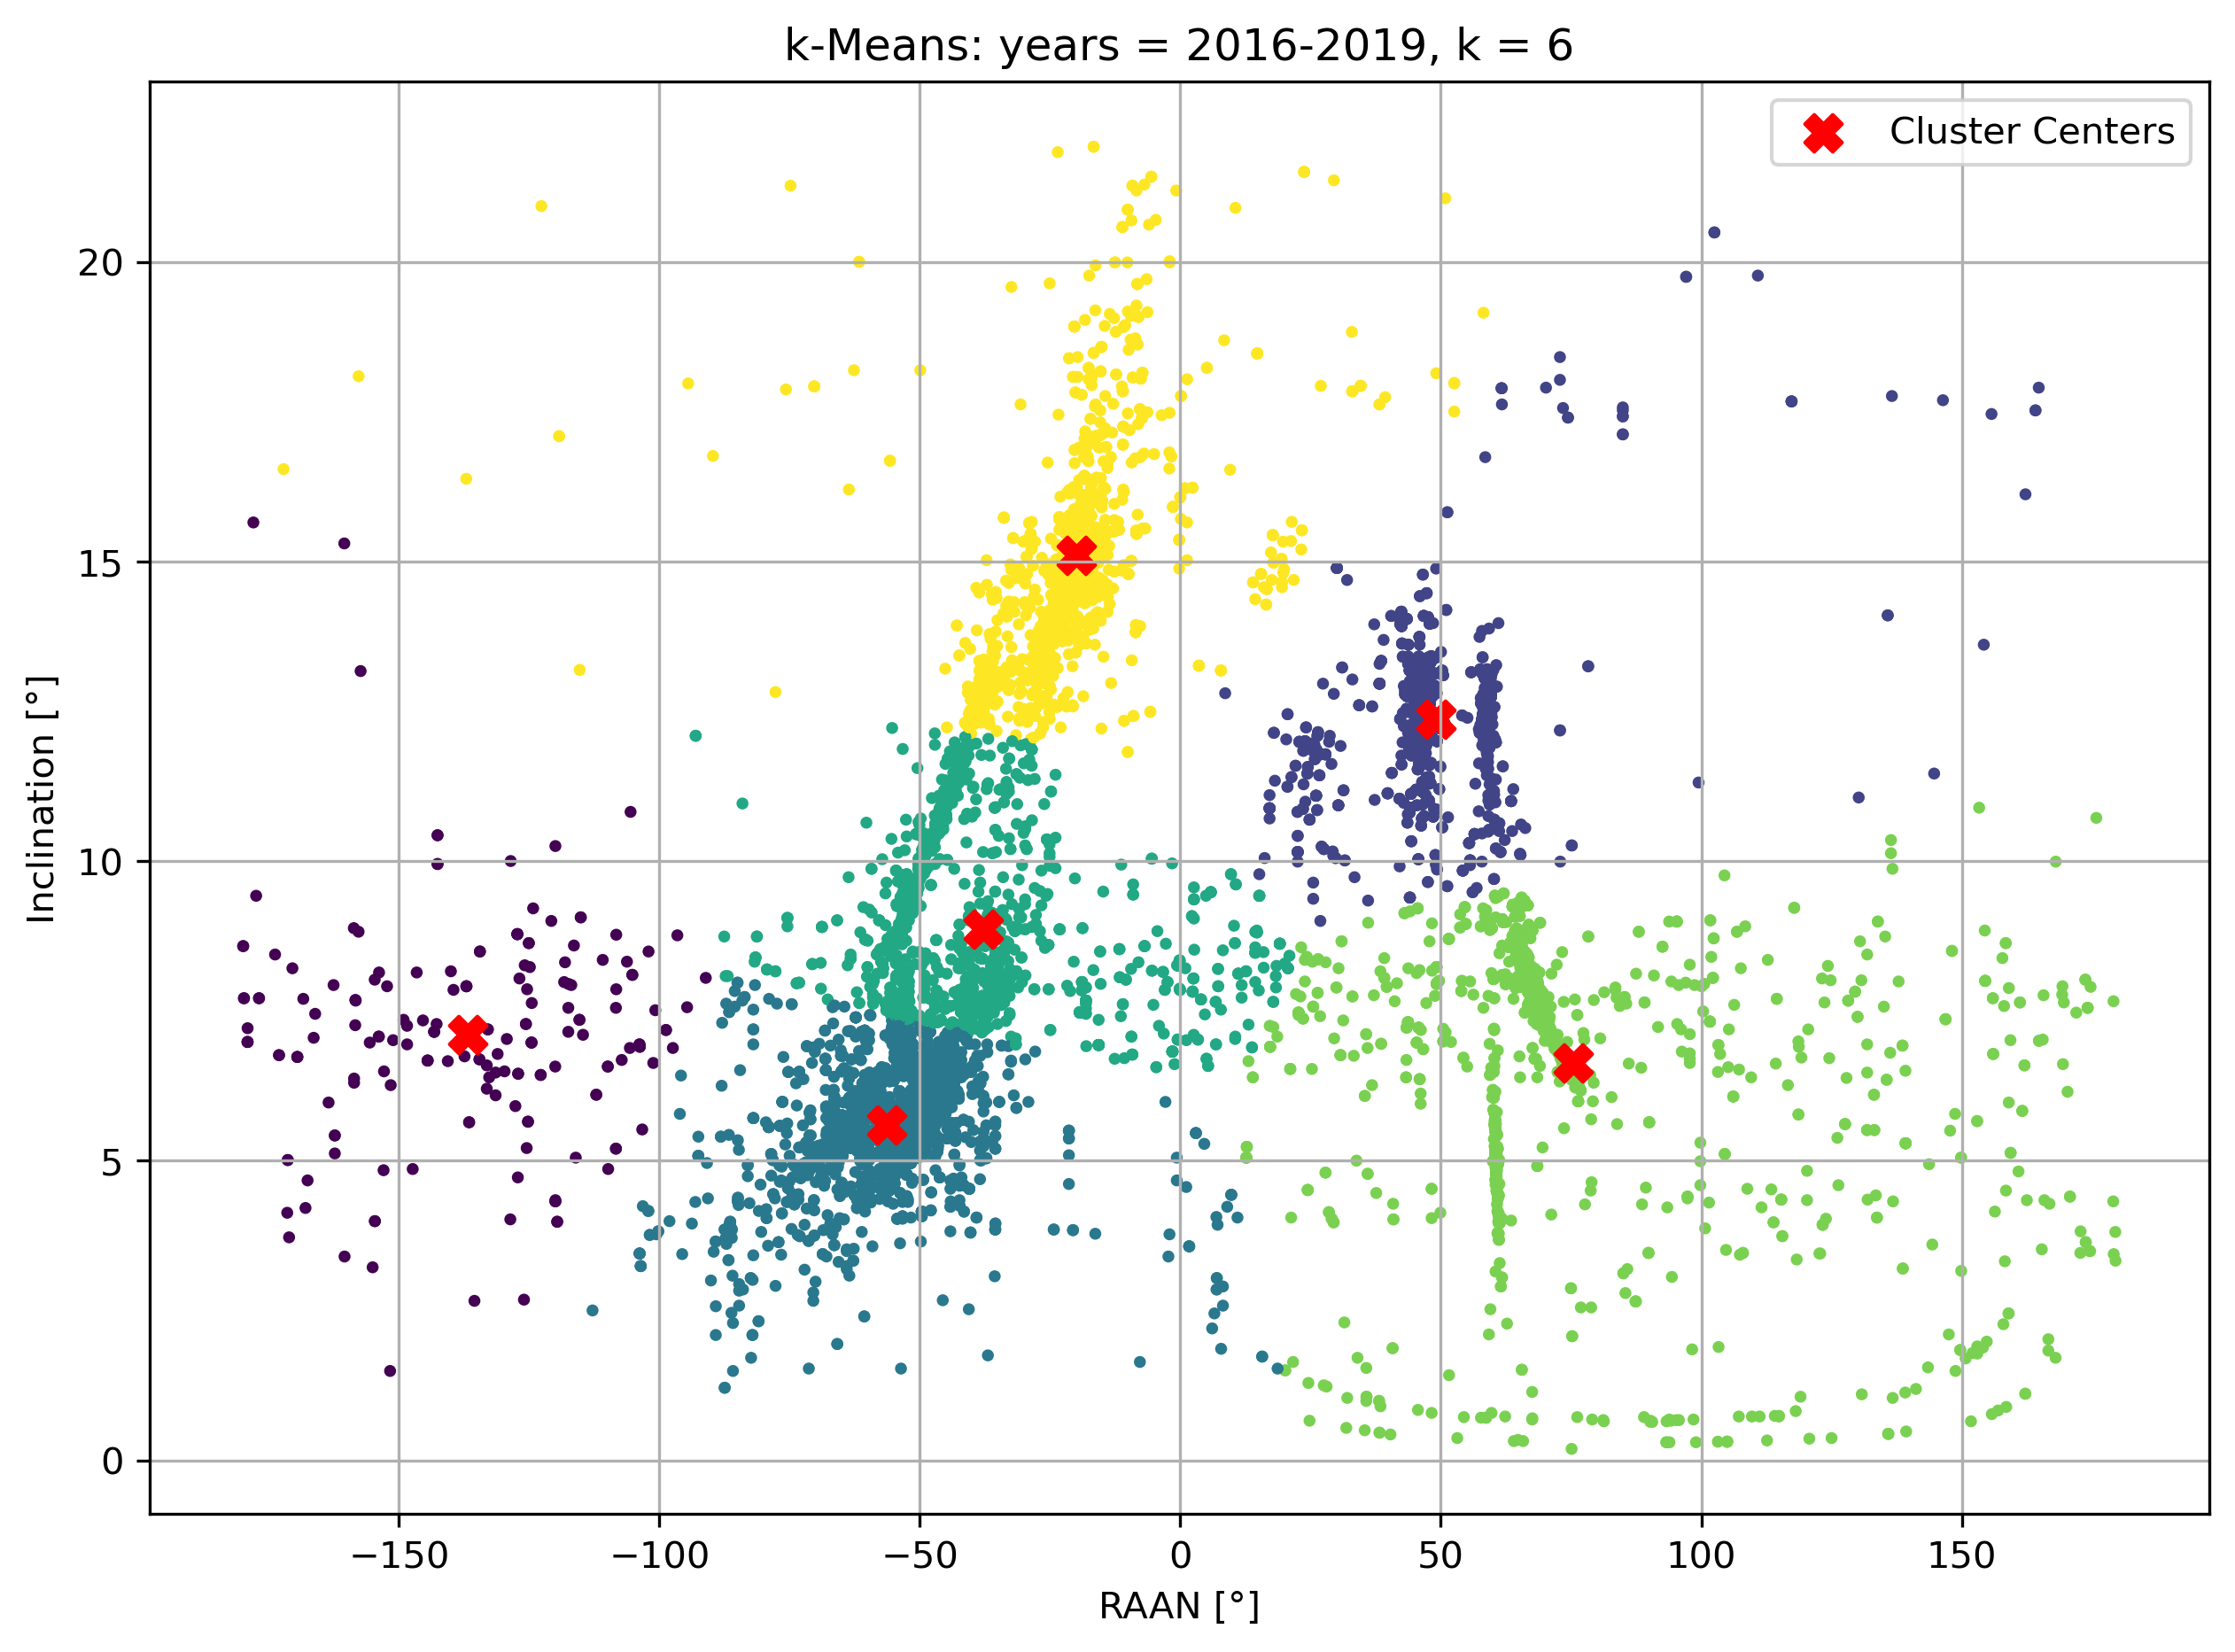 k-Means: years = 2016-2019, k = 6
Cluster Centers
Inclination [°]
20
15
10
5
0
−150 −100 −50 0 50 100 150
RAAN [°]